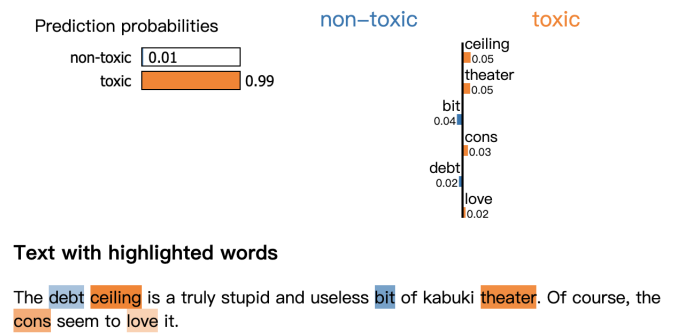 Prediction probabilities
non-toxic 0.01
toxic 0.99
non-toxic toxic
ceiling
0.05
theater
0.05
bit
0.04
cons
0.03
debt
0.02
love
0.02
Text with highlighted words
The debt ceiling is a truly stupid and useless bit of kabuki theater. Of course, the
cons seem to love it.